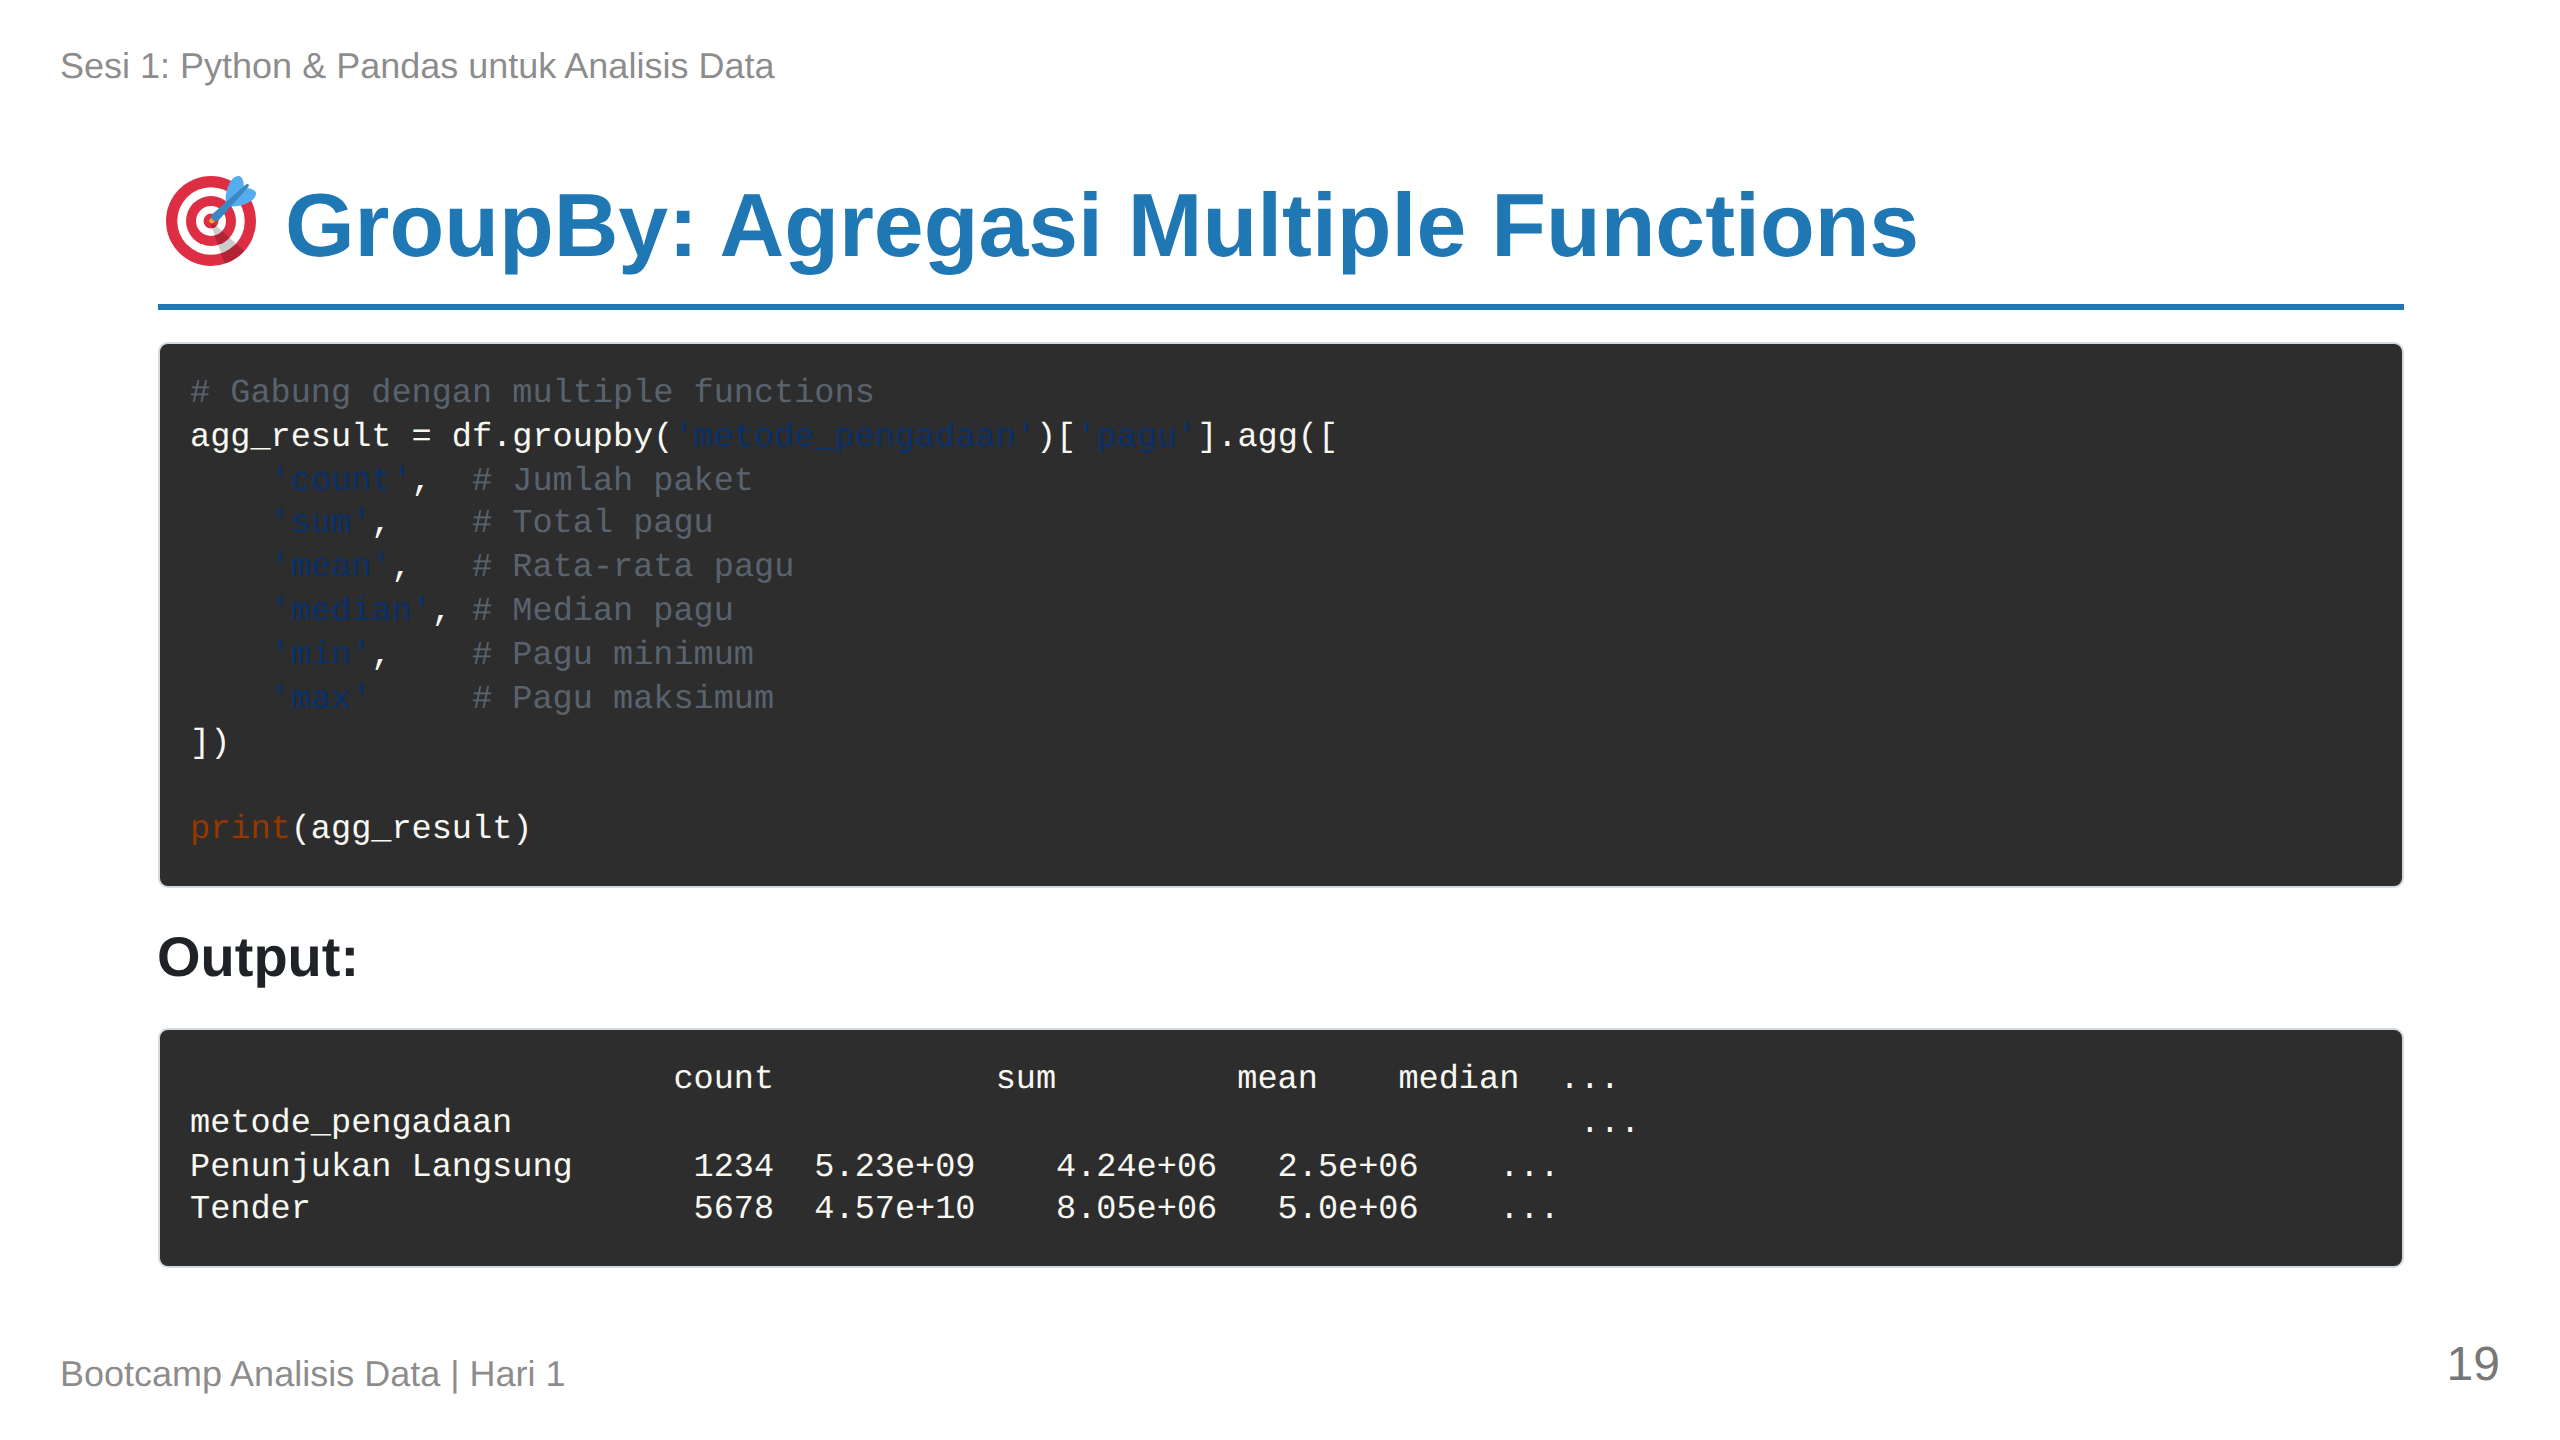 Sesi 1: Python & Pandas untuk Analisis Data
GroupBy: Agregasi Multiple Functions
# Gabung dengan multiple functions
agg_result = df.groupby('metode_pengadaan')['pagu'].agg([
    'count',  # Jumlah paket
    'sum',    # Total pagu
    'mean',   # Rata-rata pagu
    'median', # Median pagu
    'min',    # Pagu minimum
    'max'     # Pagu maksimum
])
print(agg_result)
Output:
                        count           sum         mean    median  ...
metode_pengadaan                                                     ...
Penunjukan Langsung      1234  5.23e+09    4.24e+06   2.5e+06    ...
Tender                   5678  4.57e+10    8.05e+06   5.0e+06    ...
Bootcamp Analisis Data | Hari 1
19